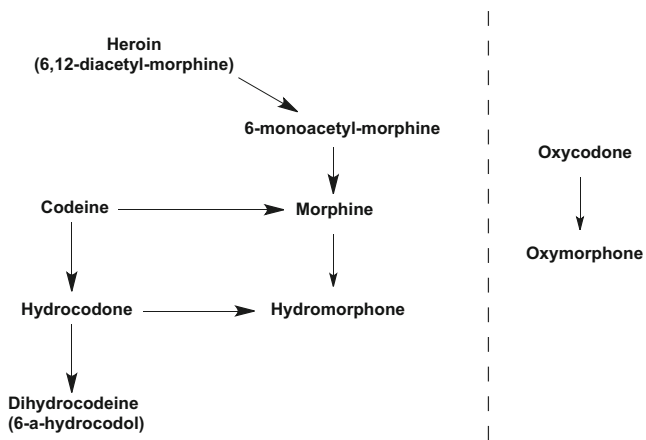 Heroin
(6,12-diacetyl-morphine)
6-monoacetyl-morphine
Oxycodone
Codeine
Morphine
Oxymorphone
Hydrocodone
Hydromorphone
Dihydrocodeine
(6-a-hydrocodol)